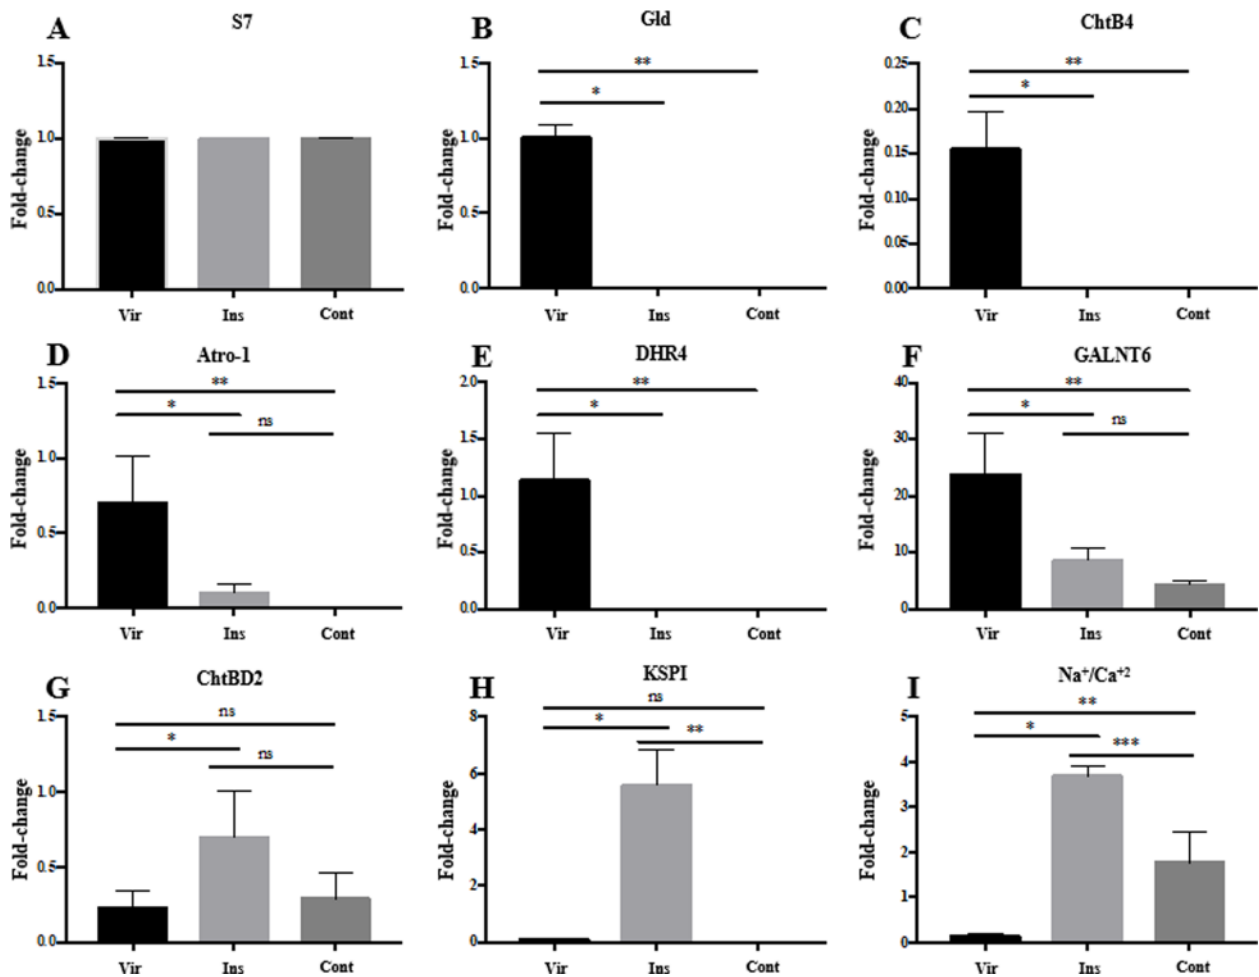 A S7
Fold-change
1.5
1.0
0.5
0.0
Vir Ins Cont
B Gld
Fold-change
1.5
1.0
0.5
0.0
**
*
Vir Ins Cont
C ChtB4
Fold-change
0.25
0.20
0.15
0.10
0.05
0.00
**
*
Vir Ins Cont
D Atro-1
Fold-change
1.5
1.0
0.5
0.0
**
*
ns
Vir Ins Cont
E DHR4
Fold-change
2.0
1.5
1.0
0.5
0.0
**
*
Vir Ins Cont
F GALNT6
Fold-change
40
30
20
10
0
**
*
ns
Vir Ins Cont
G ChtBD2
Fold-change
1.5
1.0
0.5
0.0
ns
*
ns
Vir Ins Cont
H KSPI
Fold-change
8
6
4
2
0
ns
*
**
Vir Ins Cont
I Na⁺/Ca⁺²
Fold-change
5
4
3
2
1
0
**
*
***
Vir Ins Cont